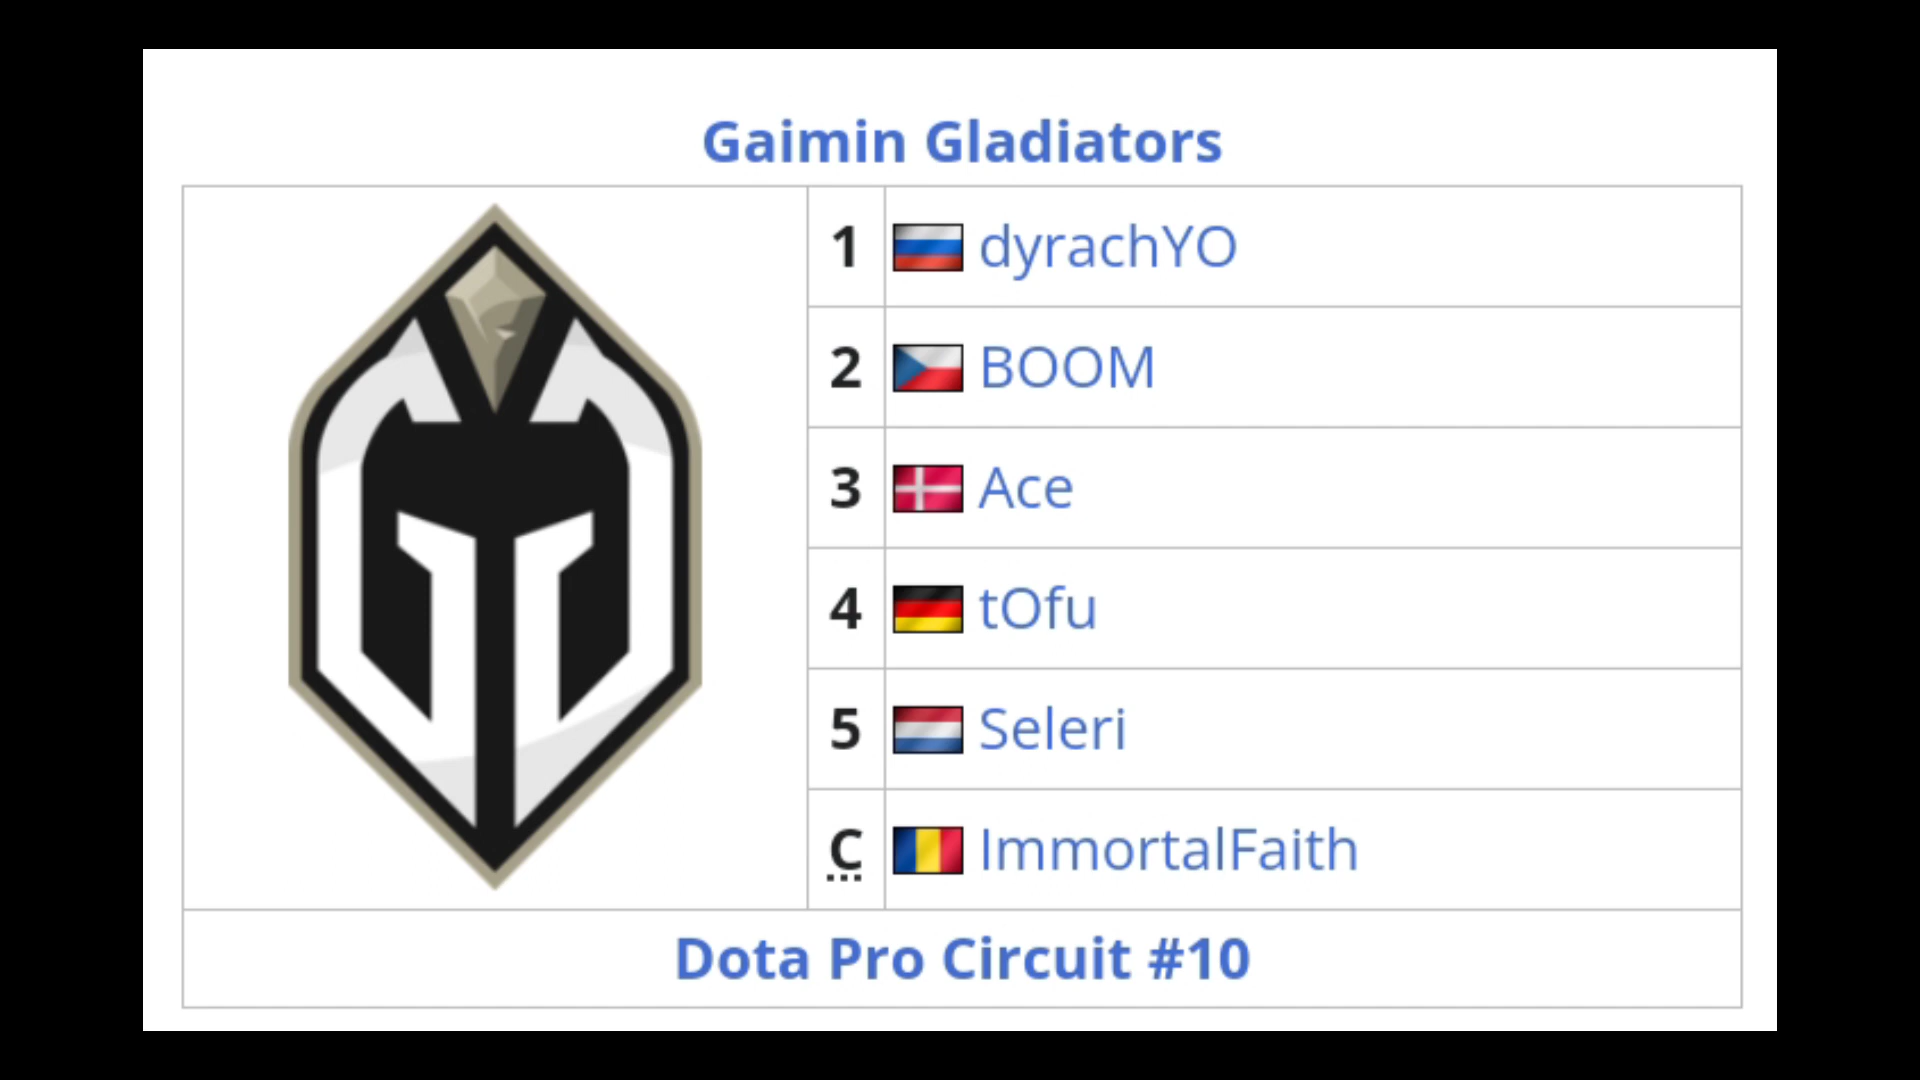 Gaimin Gladiators
1 dyrachYO
2 BOOM
3 Ace
4 tOfu
5 Seleri
C ImmortalFaith
Dota Pro Circuit #10